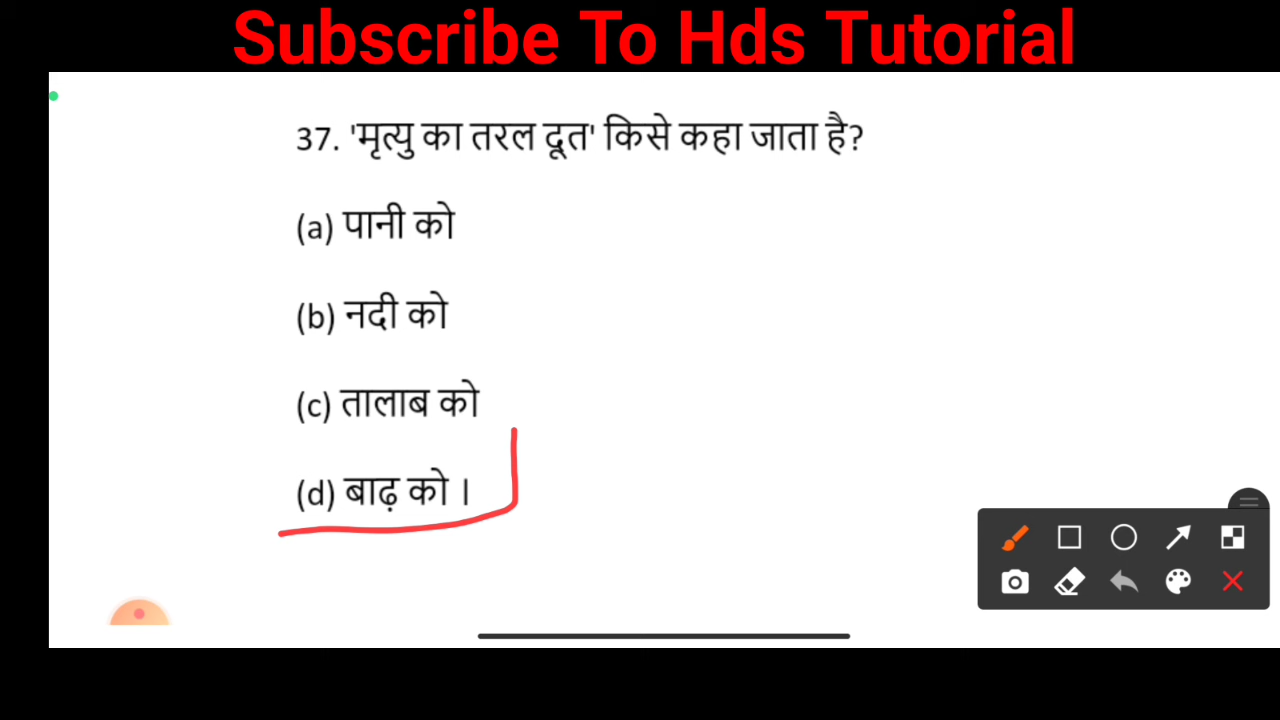 Subscribe To Hds Tutorial
37. 'मृत्यु का तरल दूत' किसे कहा जाता है?
(a) पानी को
(b) नदी को
(c) तालाब को
(d) बाढ़ को ।